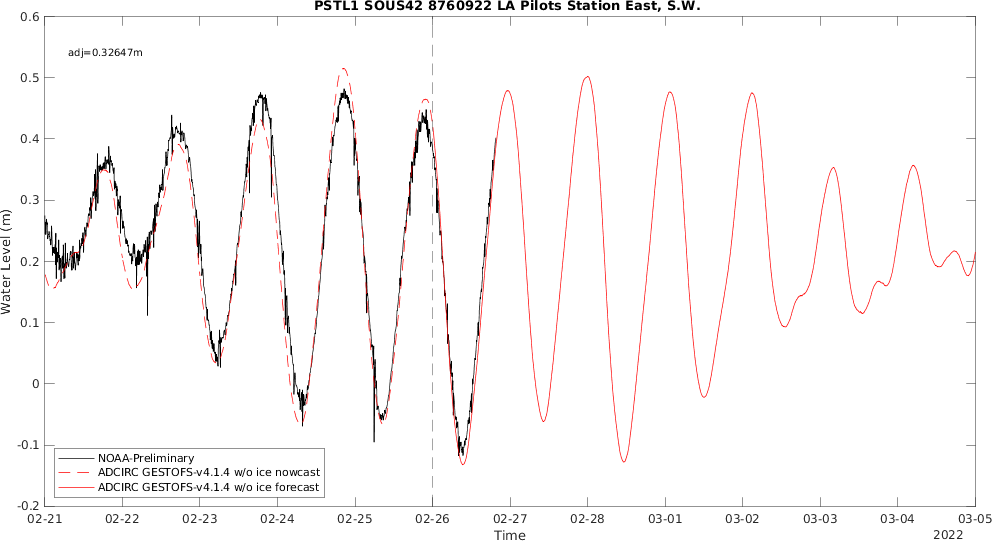 PSTL1 SOUS42 8760922 LA Pilots Station East, S.W.
adj=0.32647m
Water Level (m)
0.6
0.5
0.4
0.3
0.2
0.1
0
-0.1
-0.2
NOAA-Preliminary
ADCIRC GESTOFS-v4.1.4 w/o ice nowcast
ADCIRC GESTOFS-v4.1.4 w/o ice forecast
02-21 02-22 02-23 02-24 02-25 02-26 02-27 02-28 03-01 03-02 03-03 03-04 03-05
Time
2022